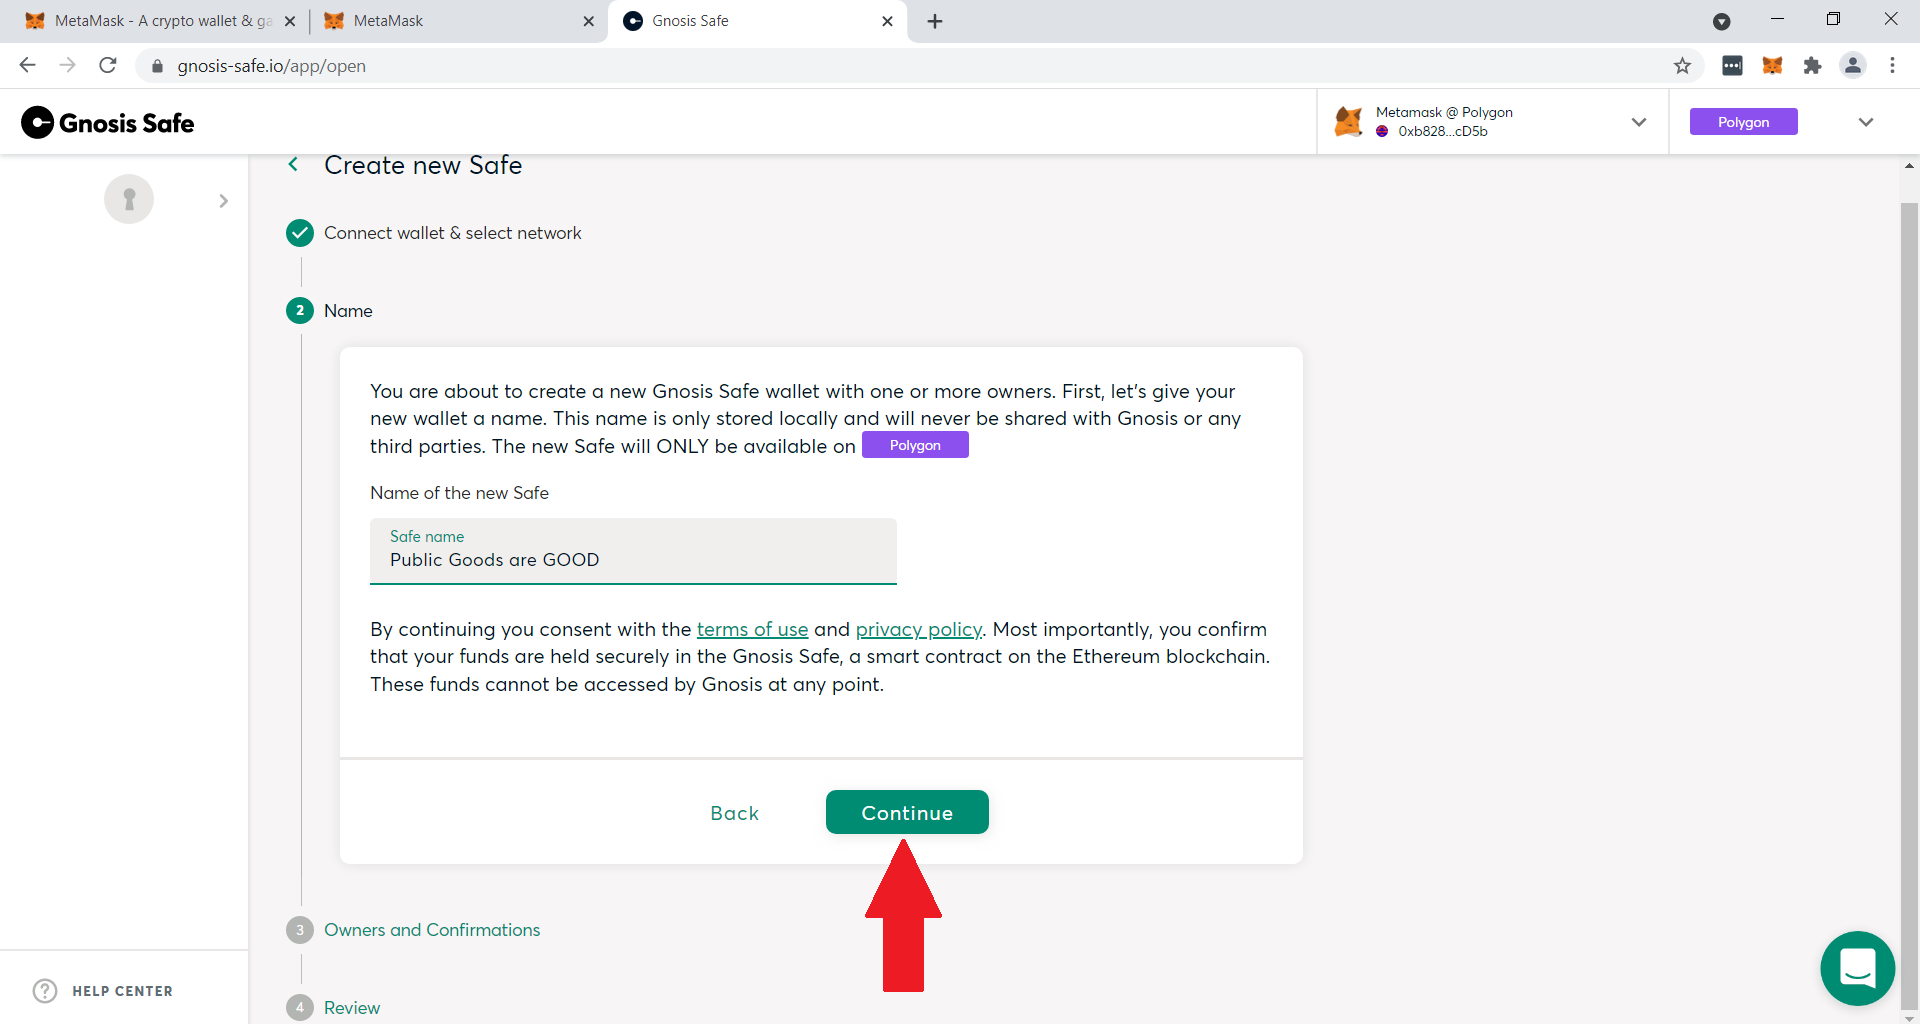 MetaMask - A crypto wallet & ga
MetaMask
Gnosis Safe
gnosis-safe.io/app/open
Gnosis Safe
Metamask @ Polygon
0xb828...cD5b
Polygon
Create new Safe
Connect wallet & select network
2 Name
You are about to create a new Gnosis Safe wallet with one or more owners. First, let's give your
new wallet a name. This name is only stored locally and will never be shared with Gnosis or any
third parties. The new Safe will ONLY be available on Polygon
Name of the new Safe
Safe name
Public Goods are GOOD
By continuing you consent with the terms of use and privacy policy. Most importantly, you confirm
that your funds are held securely in the Gnosis Safe, a smart contract on the Ethereum blockchain.
These funds cannot be accessed by Gnosis at any point.
Back
Continue
3 Owners and Confirmations
4 Review
? HELP CENTER